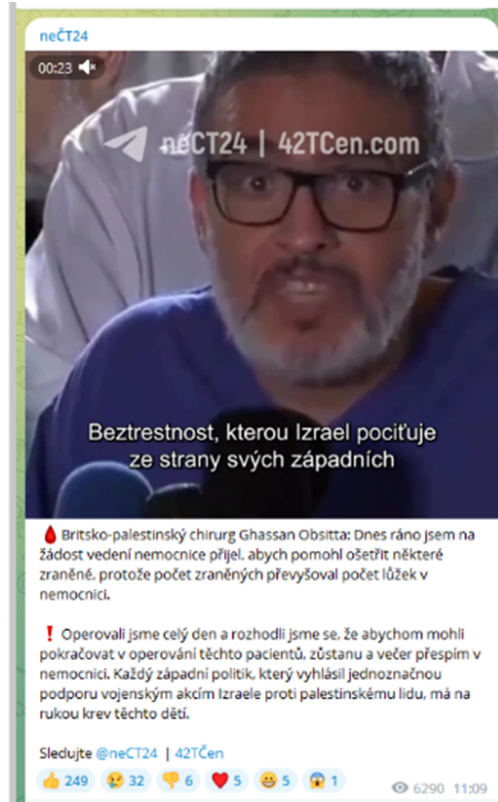 neČT24
00:23
neCT24 | 42TCen.com
Beztrestnost, kterou Izrael pociťuje
ze strany svých západních
Britsko-palestinský chirurg Ghassan Obsitta: Dnes ráno jsem na
žádost vedení nemocnice přijel, abych pomohl ošetřit některé
zraněné, protože počet zraněných převyšoval počet lůžek v
nemocnici.
Operovali jsme celý den a rozhodli jsme se, že abychom mohli
pokračovat v operování těchto pacientů, zůstanu a večer přespím v
nemocnici. Každý západní politik, který vyhlásil jednoznačnou
podporu vojenským akcím Izraele proti palestinskému lidu, má na
rukou krev těchto dětí.
Sledujte @neCT24 | 42TČen
249 32 6 5 5 1
6290 11:09